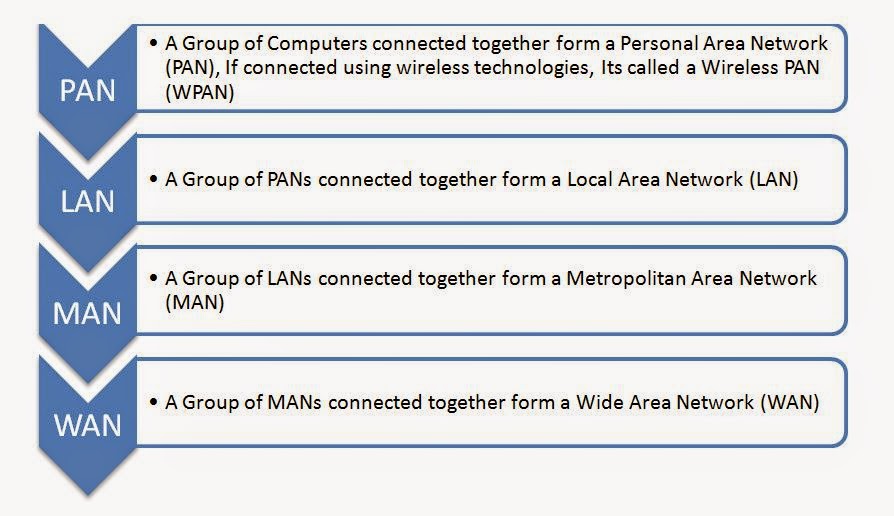 PAN
• A Group of Computers connected together form a Personal Area Network
(PAN), If connected using wireless technologies, Its called a Wireless PAN
(WPAN)
LAN
• A Group of PANs connected together form a Local Area Network (LAN)
MAN
• A Group of LANs connected together form a Metropolitan Area Network
(MAN)
WAN
• A Group of MANs connected together form a Wide Area Network (WAN)